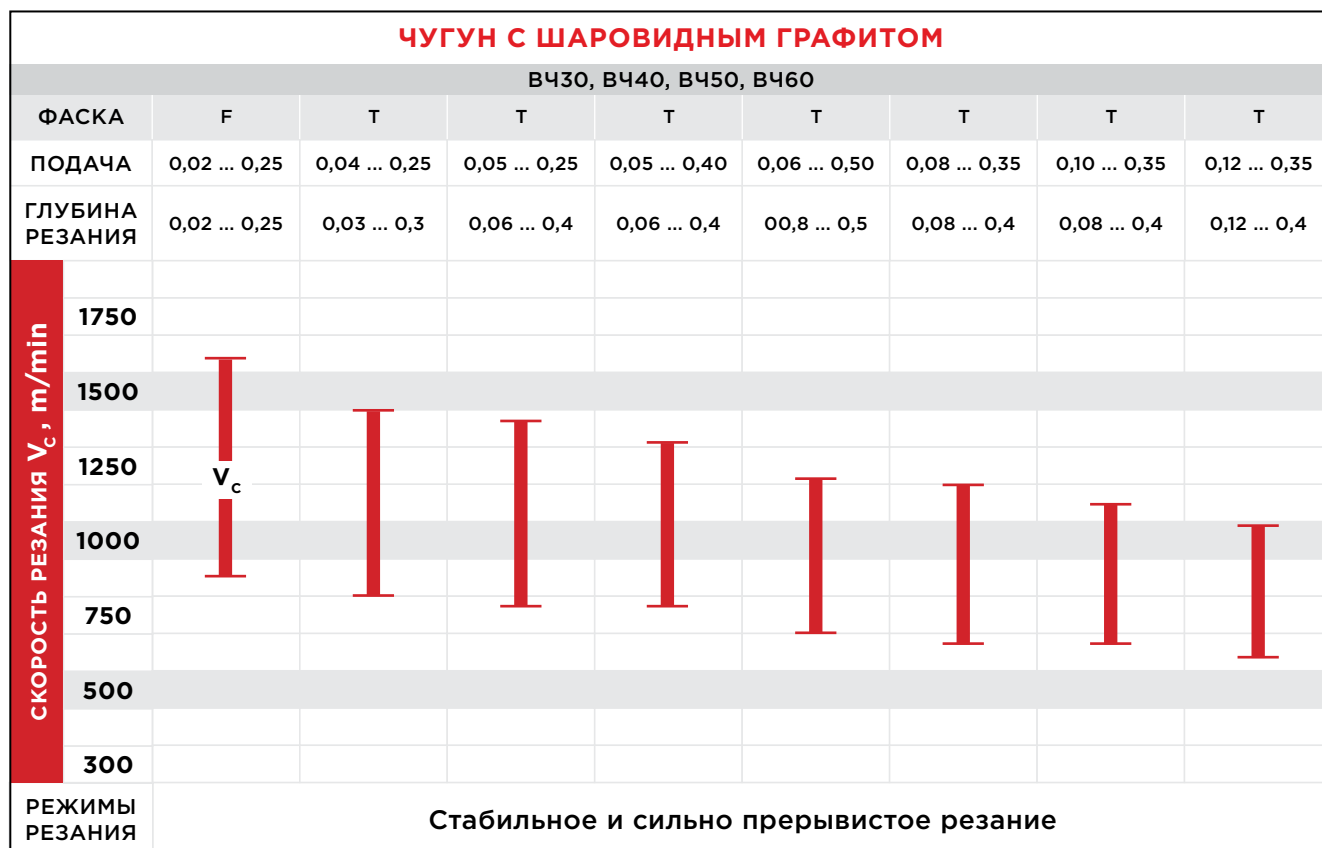 ЧУГУН С ШАРОВИДНЫМ ГРАФИТОМ
ВЧ30, ВЧ40, ВЧ50, ВЧ60
ФАСКА F T T T T T T T
ПОДАЧА 0,02 ... 0,25 0,04 ... 0,25 0,05 ... 0,25 0,05 ... 0,40 0,06 ... 0,50 0,08 ... 0,35 0,10 ... 0,35 0,12 ... 0,35
ГЛУБИНА
РЕЗАНИЯ 0,02 ... 0,25 0,03 ... 0,3 0,06 ... 0,4 0,06 ... 0,4 00,8 ... 0,5 0,08 ... 0,4 0,08 ... 0,4 0,12 ... 0,4
СКОРОСТЬ РЕЗАНИЯ Vc , m/min
1750
1500
1250
Vc
1000
750
500
300
РЕЖИМЫ
РЕЗАНИЯ
Стабильное и сильно прерывистое резание